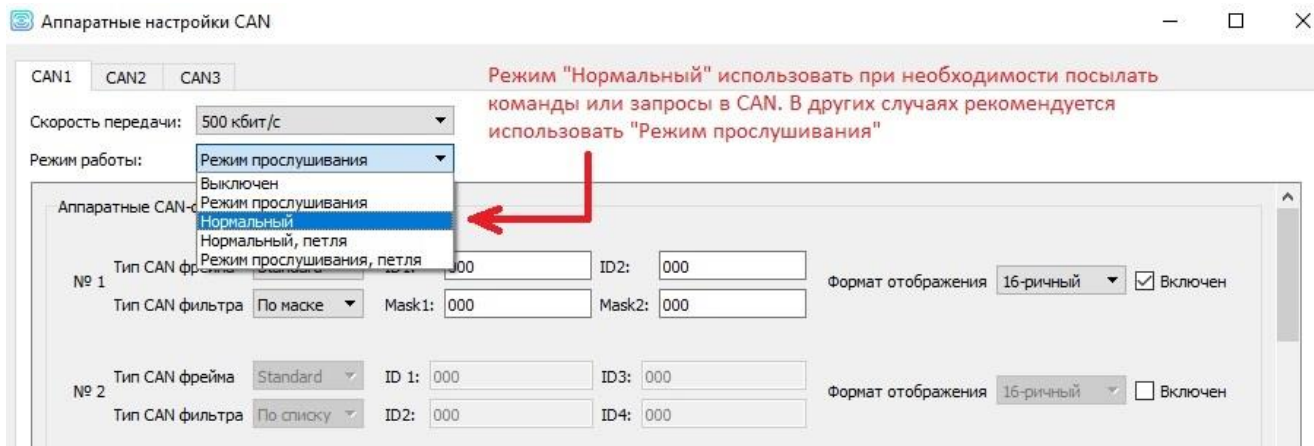 Аппаратные настройки CAN
CAN1 CAN2 CAN3
Режим "Нормальный" использовать при необходимости посылать
команды или запросы в CAN. В других случаях рекомендуется
использовать "Режим прослушивания"
Скорость передачи: 500 кбит/с
Режим работы: Режим прослушивания
Выключен
Режим прослушивания
Нормальный
Нормальный, петля
Режим прослушивания, петля
Аппаратные CAN-
№ 1
Тип CAN фрейма 000 ID2: 000
Тип CAN фильтра По маске Mask1: 000 Mask2: 000
Формат отображения 16-ричный Включен
№ 2
Тип CAN фрейма Standard ID 1: 000 ID3: 000
Тип CAN фильтра По списку ID2: 000 ID4: 000
Формат отображения 16-ричный Включен